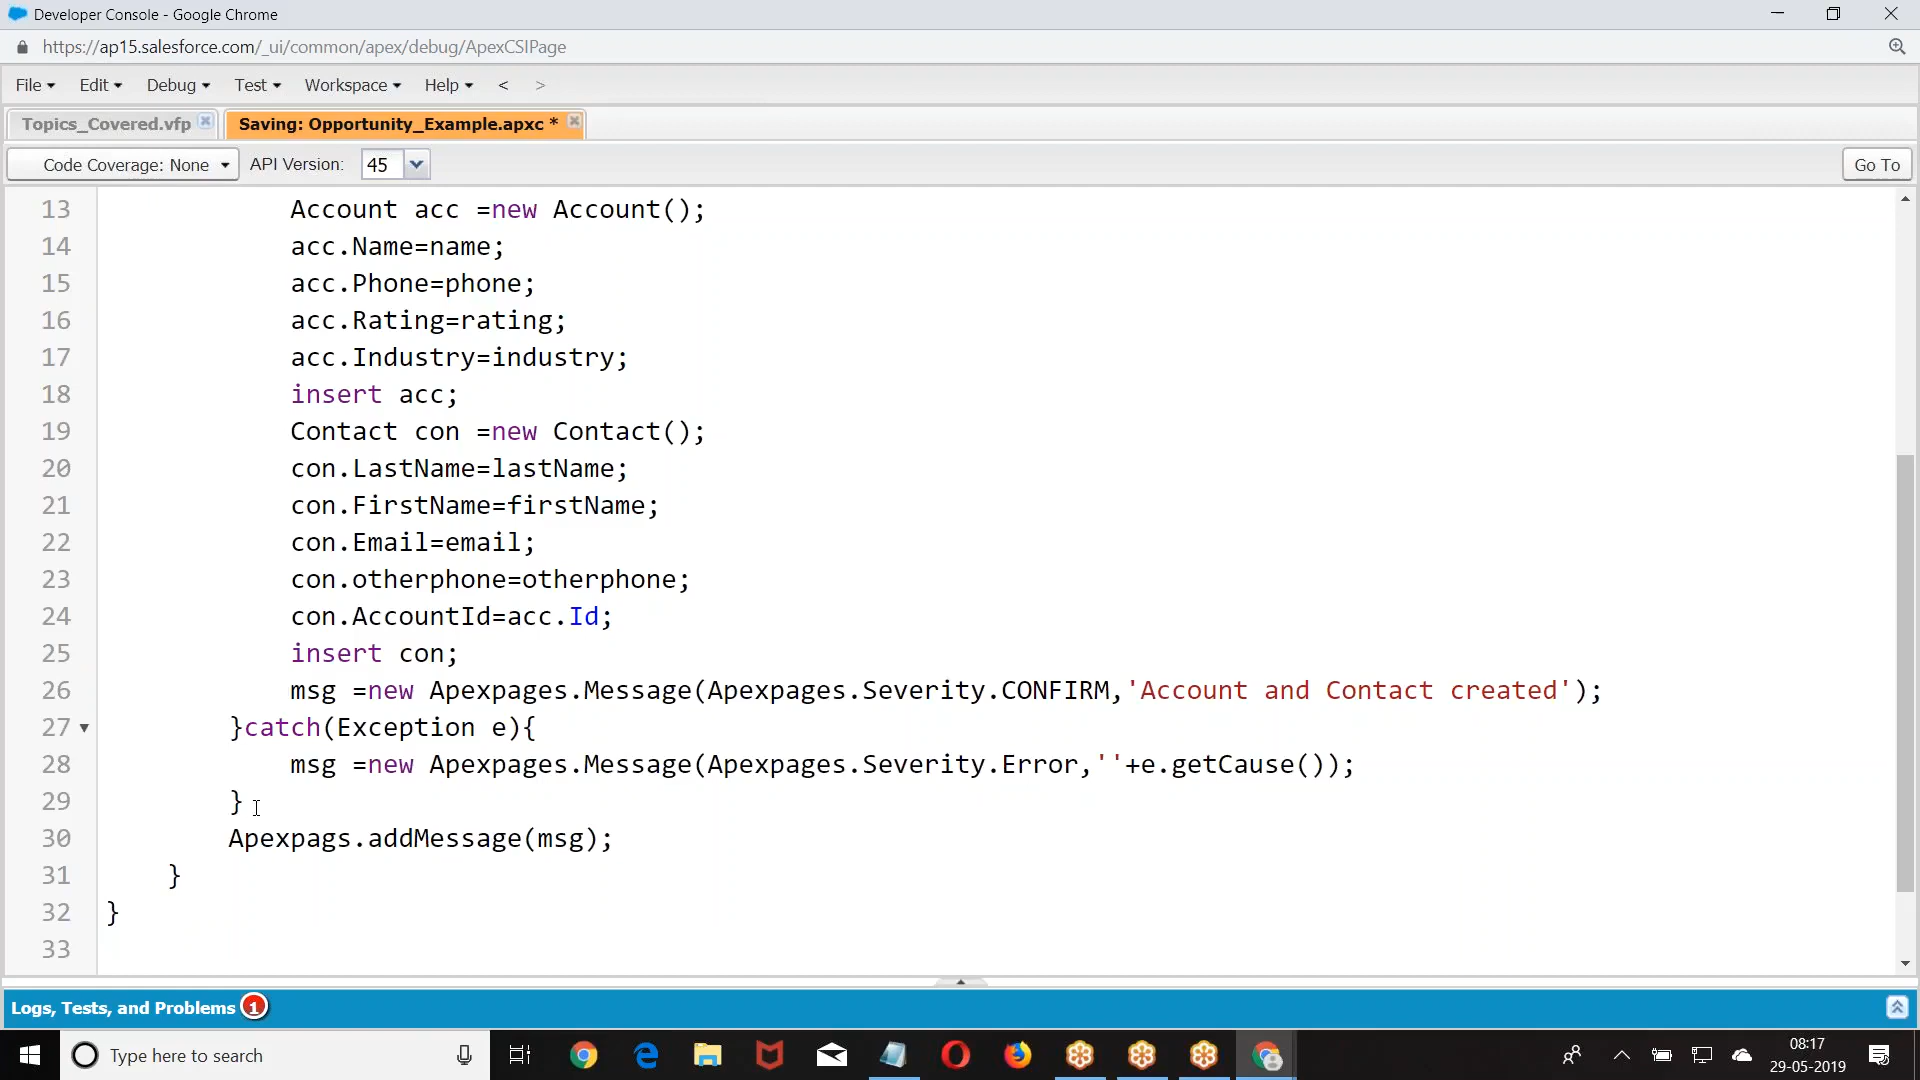 Developer Console - Google Chrome
https://ap15.salesforce.com/_ui/common/apex/debug/ApexCSIPage
File Edit Debug Test Workspace Help < >
Topics_Covered.vfp Saving: Opportunity_Example.apxc *
Code Coverage: None API Version: 45 Go To
13 Account acc =new Account();
14 acc.Name=name;
15 acc.Phone=phone;
16 acc.Rating=rating;
17 acc.Industry=industry;
18 insert acc;
19 Contact con =new Contact();
20 con.LastName=lastName;
21 con.FirstName=firstName;
22 con.Email=email;
23 con.otherphone=otherphone;
24 con.AccountId=acc.Id;
25 insert con;
26 msg =new Apexpages.Message(Apexpages.Severity.CONFIRM,'Account and Contact created');
27 }catch(Exception e){
28 msg =new Apexpages.Message(Apexpages.Severity.Error,''+e.getCause());
29 }
30 Apexpags.addMessage(msg);
31 }
32 }
33
Logs, Tests, and Problems 1
Type here to search
08:17
29-05-2019